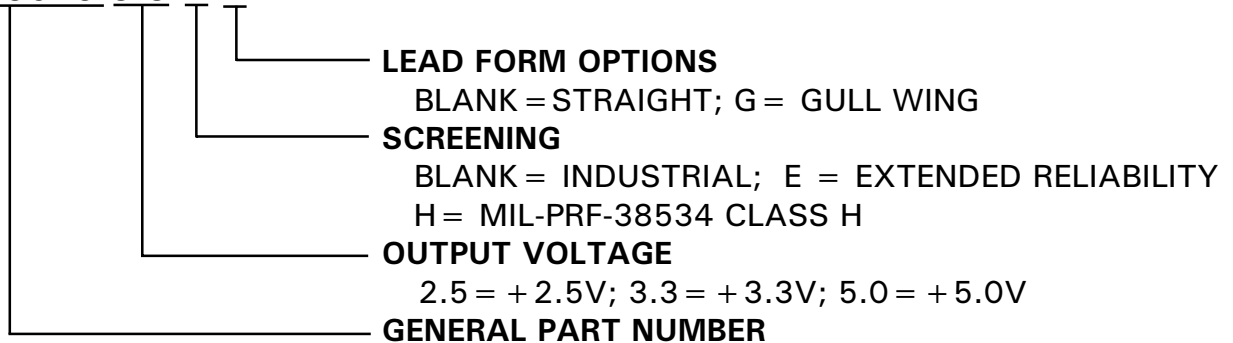 LEAD FORM OPTIONS
BLANK = STRAIGHT; G = GULL WING
SCREENING
BLANK = INDUSTRIAL; E = EXTENDED RELIABILITY
H = MIL-PRF-38534 CLASS H
OUTPUT VOLTAGE
2.5 = +2.5V; 3.3 = +3.3V; 5.0 = +5.0V
GENERAL PART NUMBER